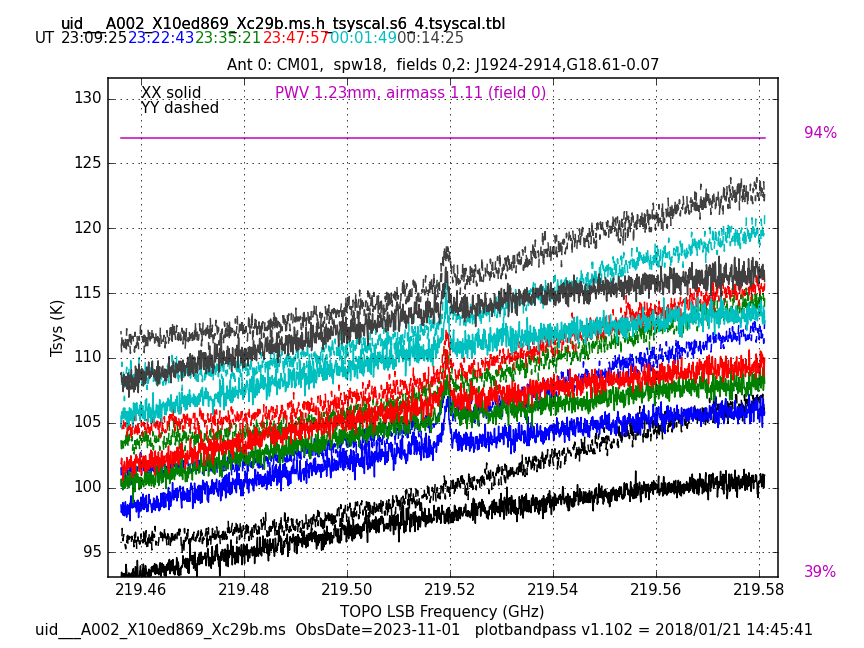 uid___A002_X10ed869_Xc29b.ms.h_tsyscal.s6_4.tsyscal.tbl
UT 23:09:25 23:22:43 23:35:21 23:47:57 00:01:49 00:14:25
Ant 0: CM01,  spw18,  fields 0,2: J1924-2914,G18.61-0.07
XX solid
PWV 1.23mm, airmass 1.11 (field 0)
YY dashed
94%
39%
Tsys (K)
130
125
120
115
110
105
100
95
219.46 219.48 219.50 219.52 219.54 219.56 219.58
TOPO LSB Frequency (GHz)
uid___A002_X10ed869_Xc29b.ms  ObsDate=2023-11-01   plotbandpass v1.102 = 2018/01/21 14:45:41